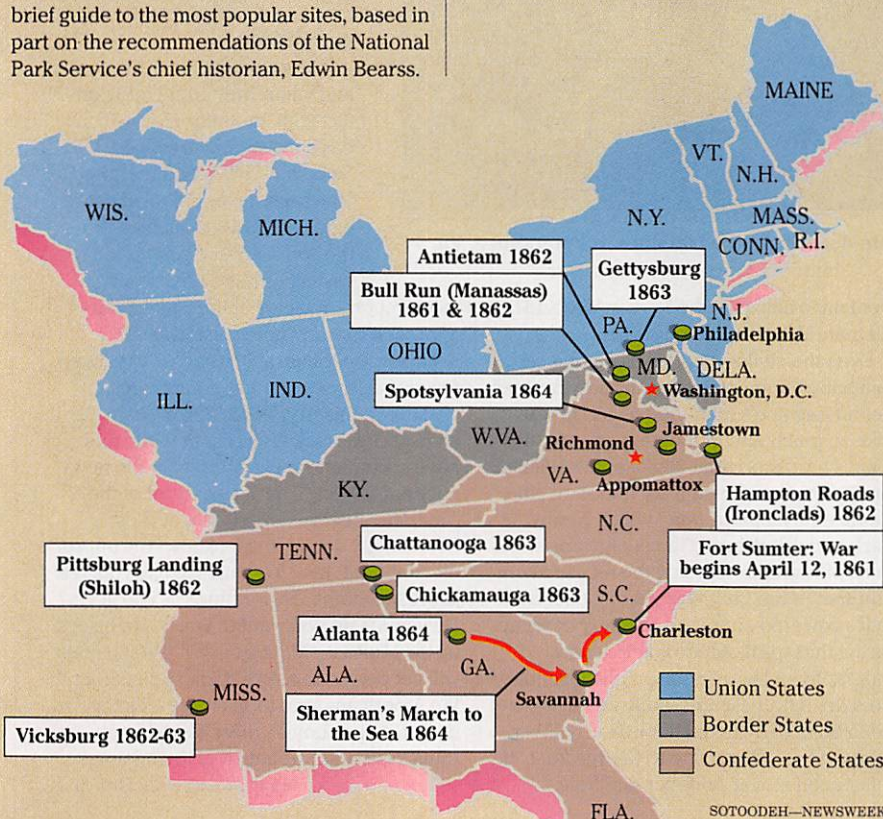 brief guide to the most popular sites, based in
part on the recommendations of the National
Park Service's chief historian, Edwin Bearss.
MAINE
VT.
N.H.
WIS.
MICH.
N.Y.
MASS.
CONN.
R.I.
Antietam 1862
Gettysburg
1863
Bull Run (Manassas)
1861 & 1862
PA.
N.J.
Philadelphia
OHIO
MD.
DELA.
Washington, D.C.
ILL.
IND.
Spotsylvania 1864
Jamestown
W.VA.
Richmond
VA.
Appomattox
KY.
Hampton Roads
(Ironclads) 1862
N.C.
TENN.
Chattanooga 1863
Fort Sumter: War
begins April 12, 1861
Pittsburg Landing
(Shiloh) 1862
Chickamauga 1863
S.C.
Atlanta 1864
Charleston
MISS.
ALA.
GA.
Savannah
Union States
Vicksburg 1862-63
Sherman's March to
the Sea 1864
Border States
Confederate States
FLA.
SOTOODEH—NEWSWEEK